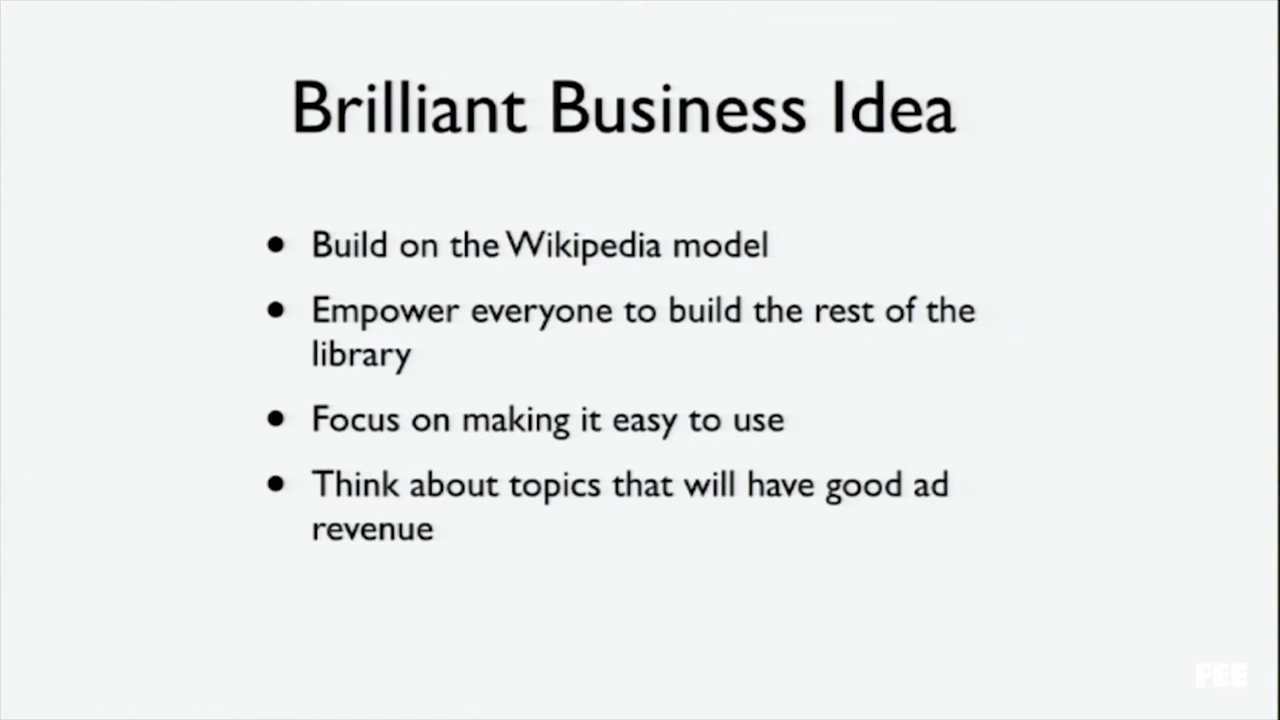 Brilliant Business Idea
• Build on the Wikipedia model
• Empower everyone to build the rest of the
library
• Focus on making it easy to use
• Think about topics that will have good ad
revenue
FEE